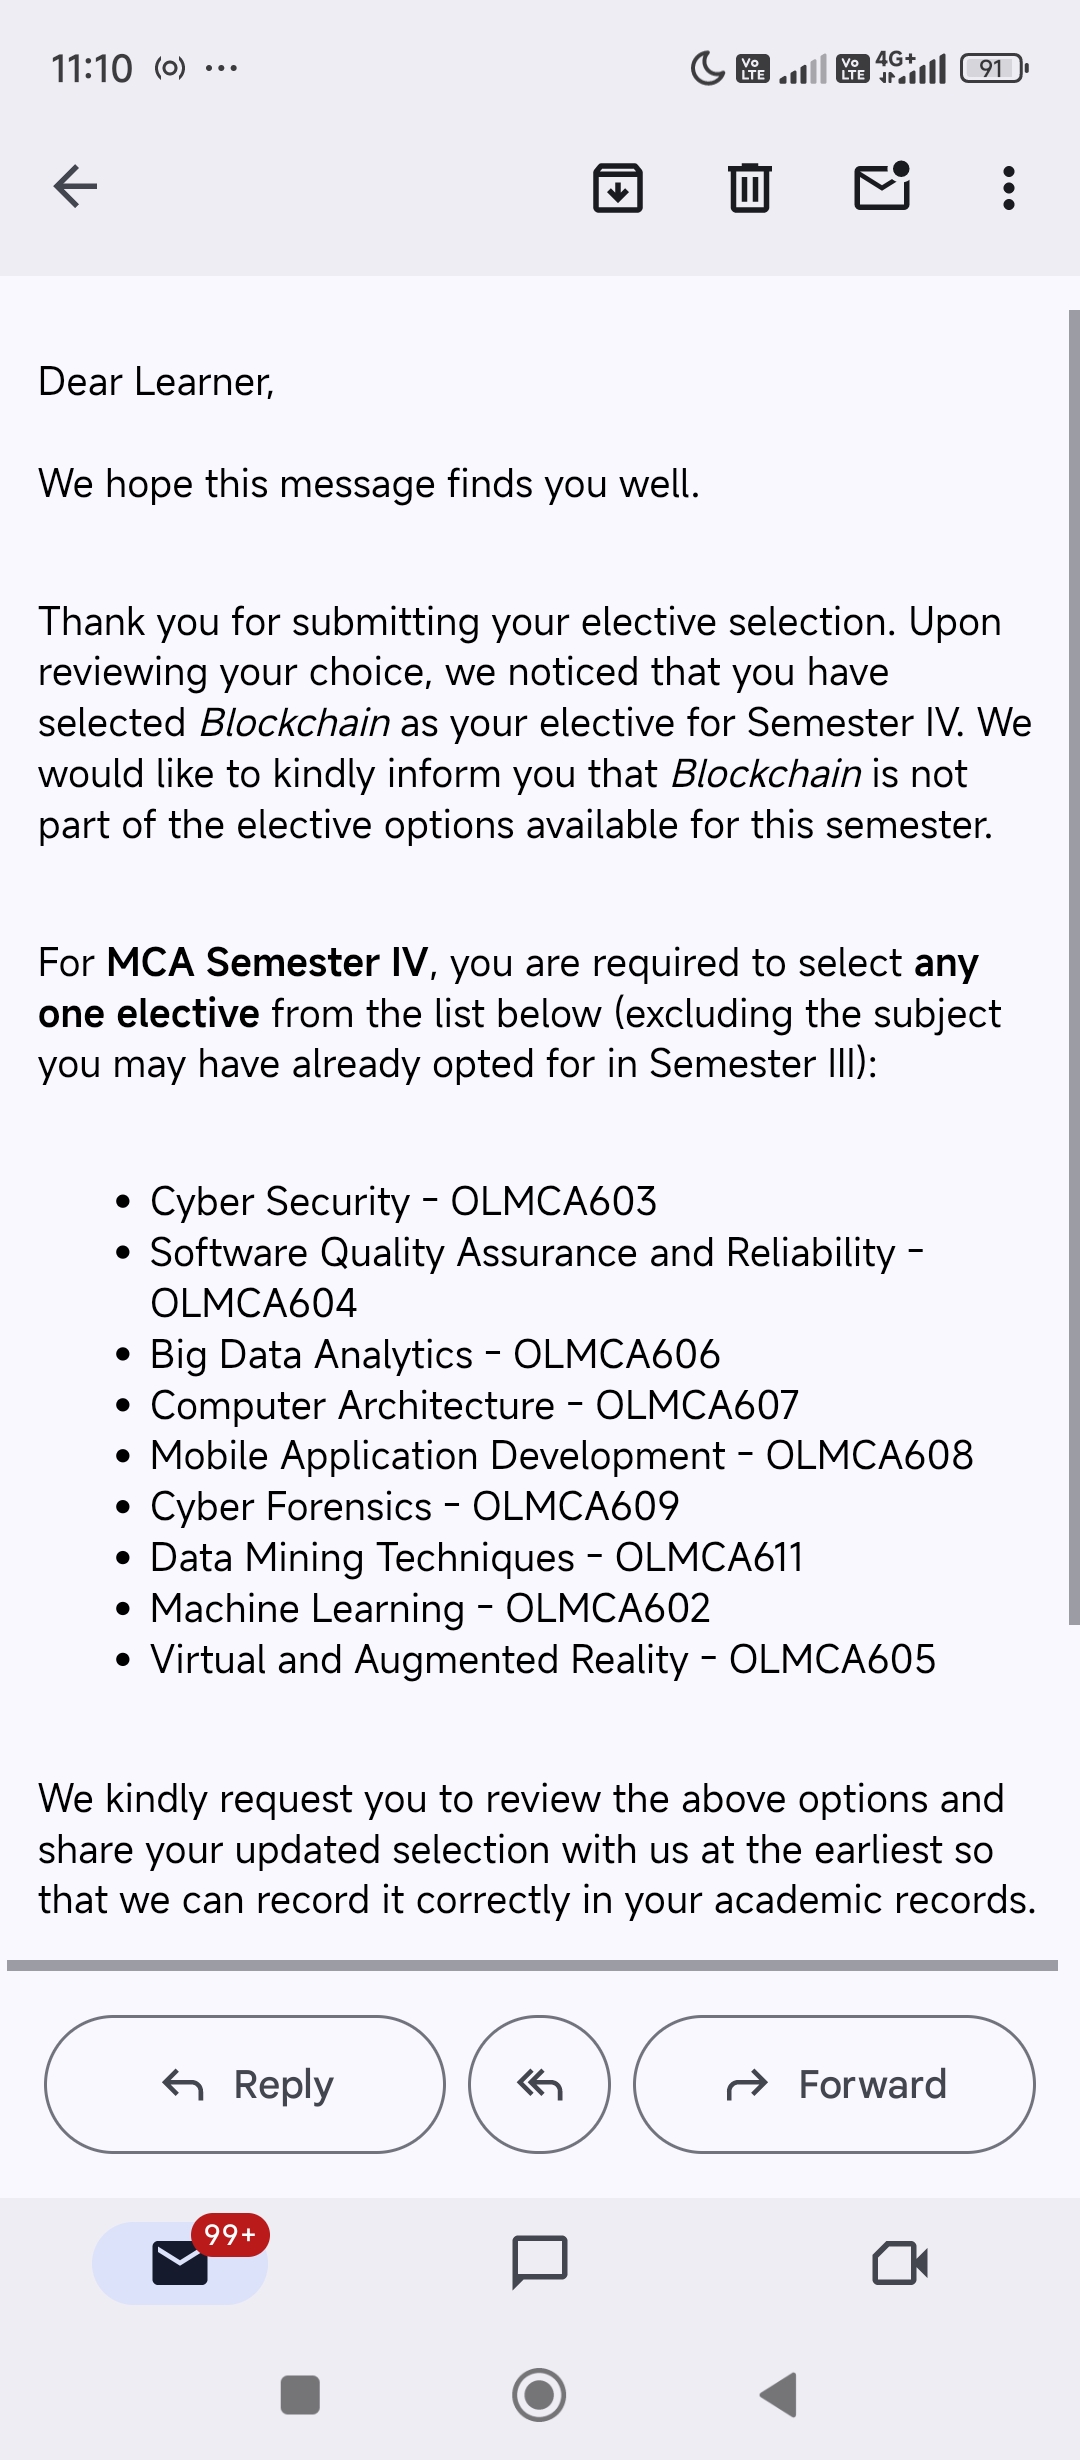 11:10
Vo LTE Vo LTE 4G+ 91
Dear Learner,
We hope this message finds you well.
Thank you for submitting your elective selection. Upon
reviewing your choice, we noticed that you have
selected Blockchain as your elective for Semester IV. We
would like to kindly inform you that Blockchain is not
part of the elective options available for this semester.
For MCA Semester IV, you are required to select any
one elective from the list below (excluding the subject
you may have already opted for in Semester III):
• Cyber Security - OLMCA603
• Software Quality Assurance and Reliability -
OLMCA604
• Big Data Analytics - OLMCA606
• Computer Architecture - OLMCA607
• Mobile Application Development - OLMCA608
• Cyber Forensics - OLMCA609
• Data Mining Techniques - OLMCA611
• Machine Learning - OLMCA602
• Virtual and Augmented Reality - OLMCA605
We kindly request you to review the above options and
share your updated selection with us at the earliest so
that we can record it correctly in your academic records.
Reply Forward
99+